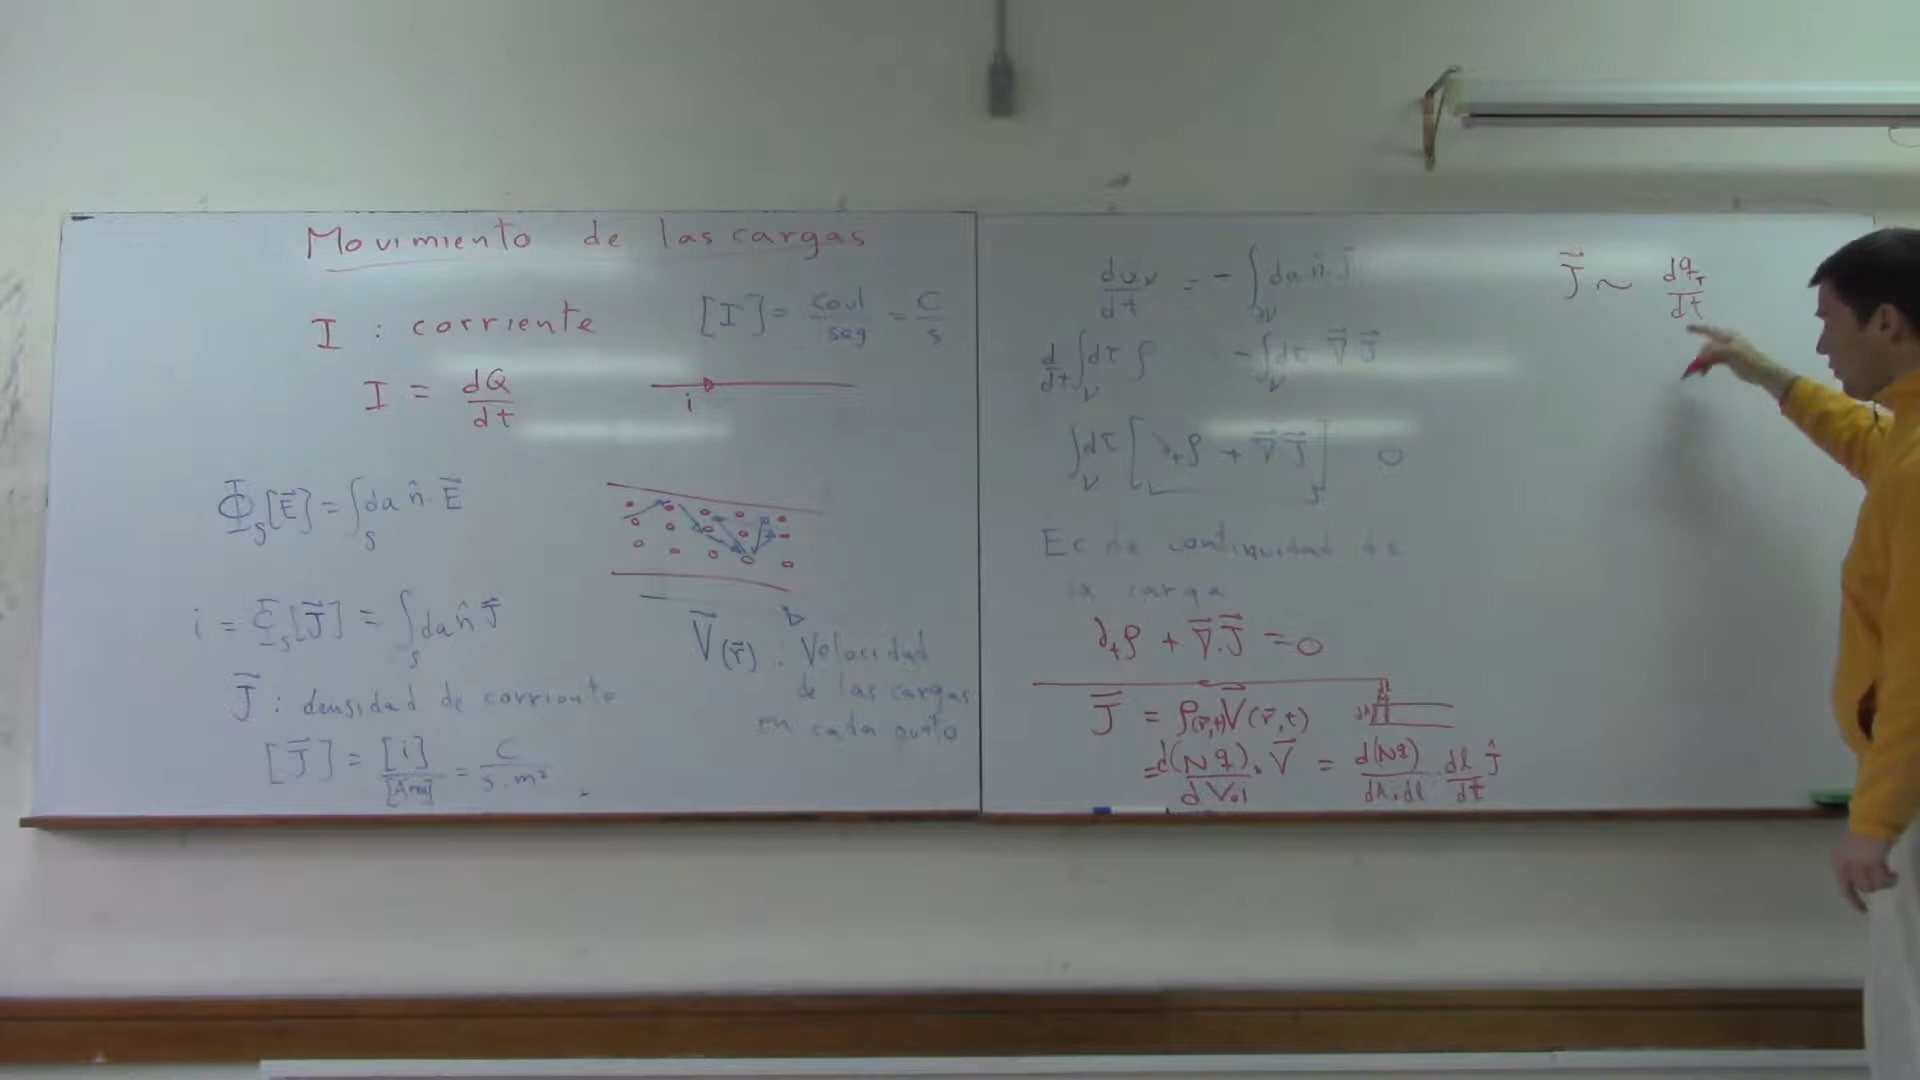 Movimiento de las cargas
I : corriente
[I] = coul/seg = C/s
I = dQ/dt
i
Φ_S[E⃗] = ∫_S da n̂ · E⃗
i = Φ_S[J⃗] = ∫_S da n̂ J⃗
V⃗(r⃗) : Velocidad
de las cargas
en cada punto
J⃗ : densidad de corriente
[J⃗] = [i]/[Area] = C/(s · m²)
= - ∫_∂V da n̂ J⃗
d/dt ∫_V dτ ρ - ∫_V dτ ∇⃗ J⃗
∫_V dτ [∂_t ρ + ∇⃗ J⃗] 0
Ec de continuidad de
la carga
∂_t ρ + ∇⃗ · J⃗ = 0
J⃗ = ρ(r⃗,t) V⃗(r⃗,t)
= d(Nq)/dVol · V⃗ = d(Nq)/(dA · dl) · dl/dt ĵ
J⃗ ~ dq_T/dt